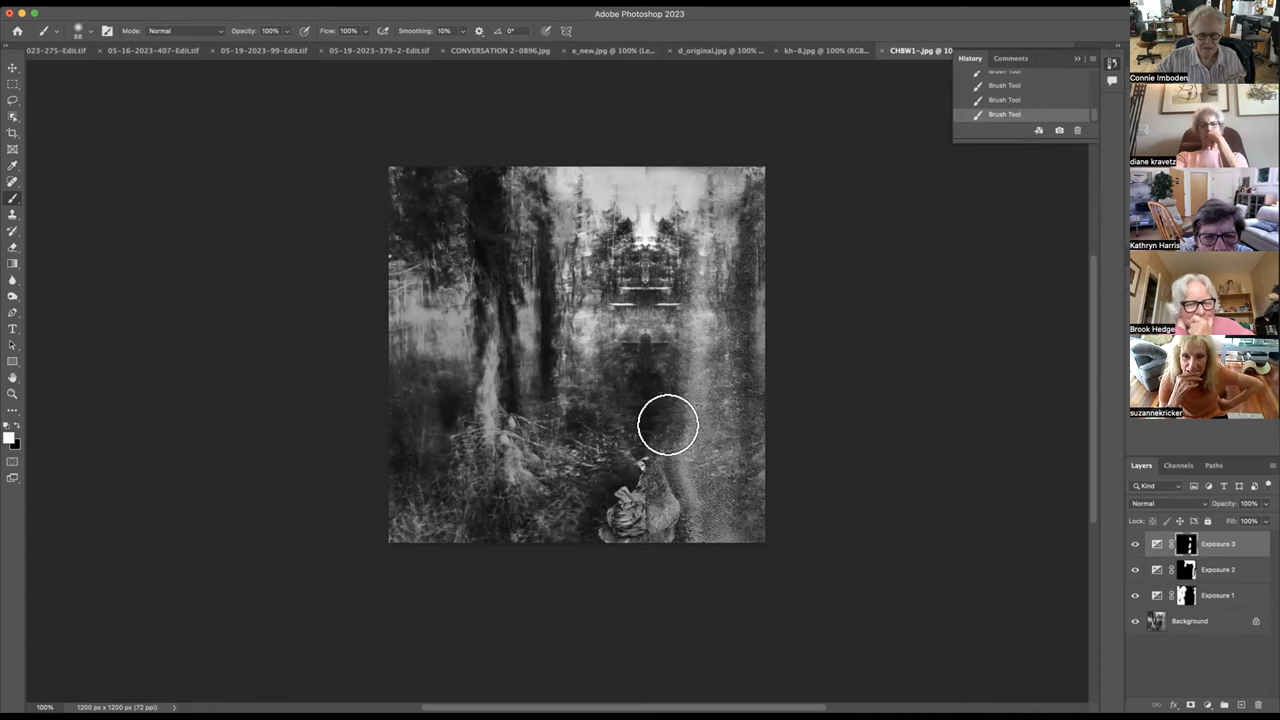 Adobe Photoshop 2023
88 Mode: Normal Opacity: 100% Flow: 100% Smoothing: 10% 0°
023-275-Edit.tif × 05-16-2023-407-Edit.tif × 05-19-2023-99-Edit.tif × 05-19-2023-379-2-Edit.tif × CONVERSATION 2-0896.jpg × e_new.jpg @ 100% (Le... × d_original.jpg @ 100% ... × kh-8.jpg @ 100% (RGB... × CHBW1-.jpg @ 10
History Comments
Brush Tool
Brush Tool
Brush Tool
Brush Tool
Connie Imboden
diane kravetz
Kathryn Harris
Brook Hedge
suzannekricker
Layers Channels Paths
Kind
Normal Opacity: 100%
Lock: Fill: 100%
Exposure 3
Exposure 2
Exposure 1
Background
100% 1200 px x 1200 px (72 ppi)